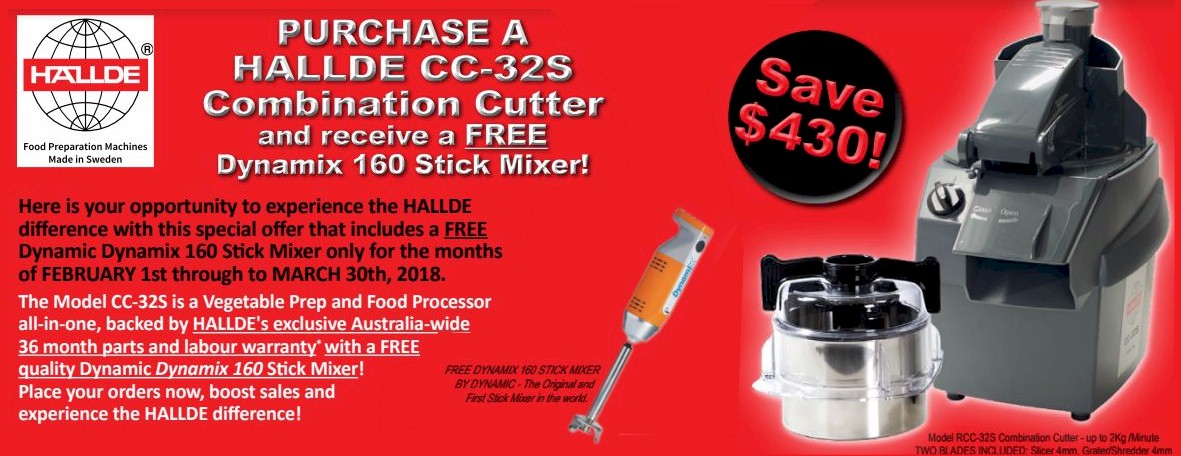 HALLDE
®
Food Preparation Machines
Made in Sweden
PURCHASE A
HALLDE CC-32S
Combination Cutter
and receive a FREE
Dynamix 160 Stick Mixer!
Save
$430!
Here is your opportunity to experience the HALLDE
difference with this special offer that includes a FREE
Dynamic Dynamix 160 Stick Mixer only for the months
of FEBRUARY 1st through to MARCH 30th, 2018.
The Model CC-32S is a Vegetable Prep and Food Processor
all-in-one, backed by HALLDE's exclusive Australia-wide
36 month parts and labour warranty* with a FREE
quality Dynamic Dynamix 160 Stick Mixer!
Place your orders now, boost sales and
experience the HALLDE difference!
Dynamic
FREE DYNAMIX 160 STICK MIXER
BY DYNAMIC - The Original and
First Stick Mixer in the world.
Close Open
HALLDE
Model RCC-32S Combination Cutter - up to 2Kg /Minute
TWO BLADES INCLUDED: Slicer 4mm, Grater/Shredder 4mm